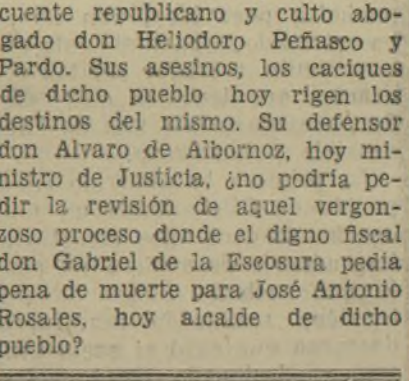 cuente republicano y culto abo-
gado don Heliodoro Peñasco y
Pardo. Sus asesinos, los caciques
de dicho pueblo hoy rigen los
destinos del mismo. Su defensor
don Alvaro de Albornoz, hoy mi-
nistro de Justicia, ¿no podría pe-
dir la revisión de aquel vergon-
zoso proceso donde el digno fiscal
don Gabriel de la Escosura pedía
pena de muerte para José Antonio
Rosales, hoy alcalde de dicho
pueblo?